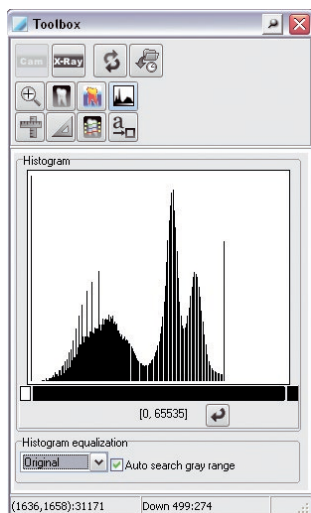 Toolbox
Cam X-Ray
a
Histogram
[0, 65535]
Histogram equalization
Original Auto search gray range
(1636,1658):31171 Down 499:274